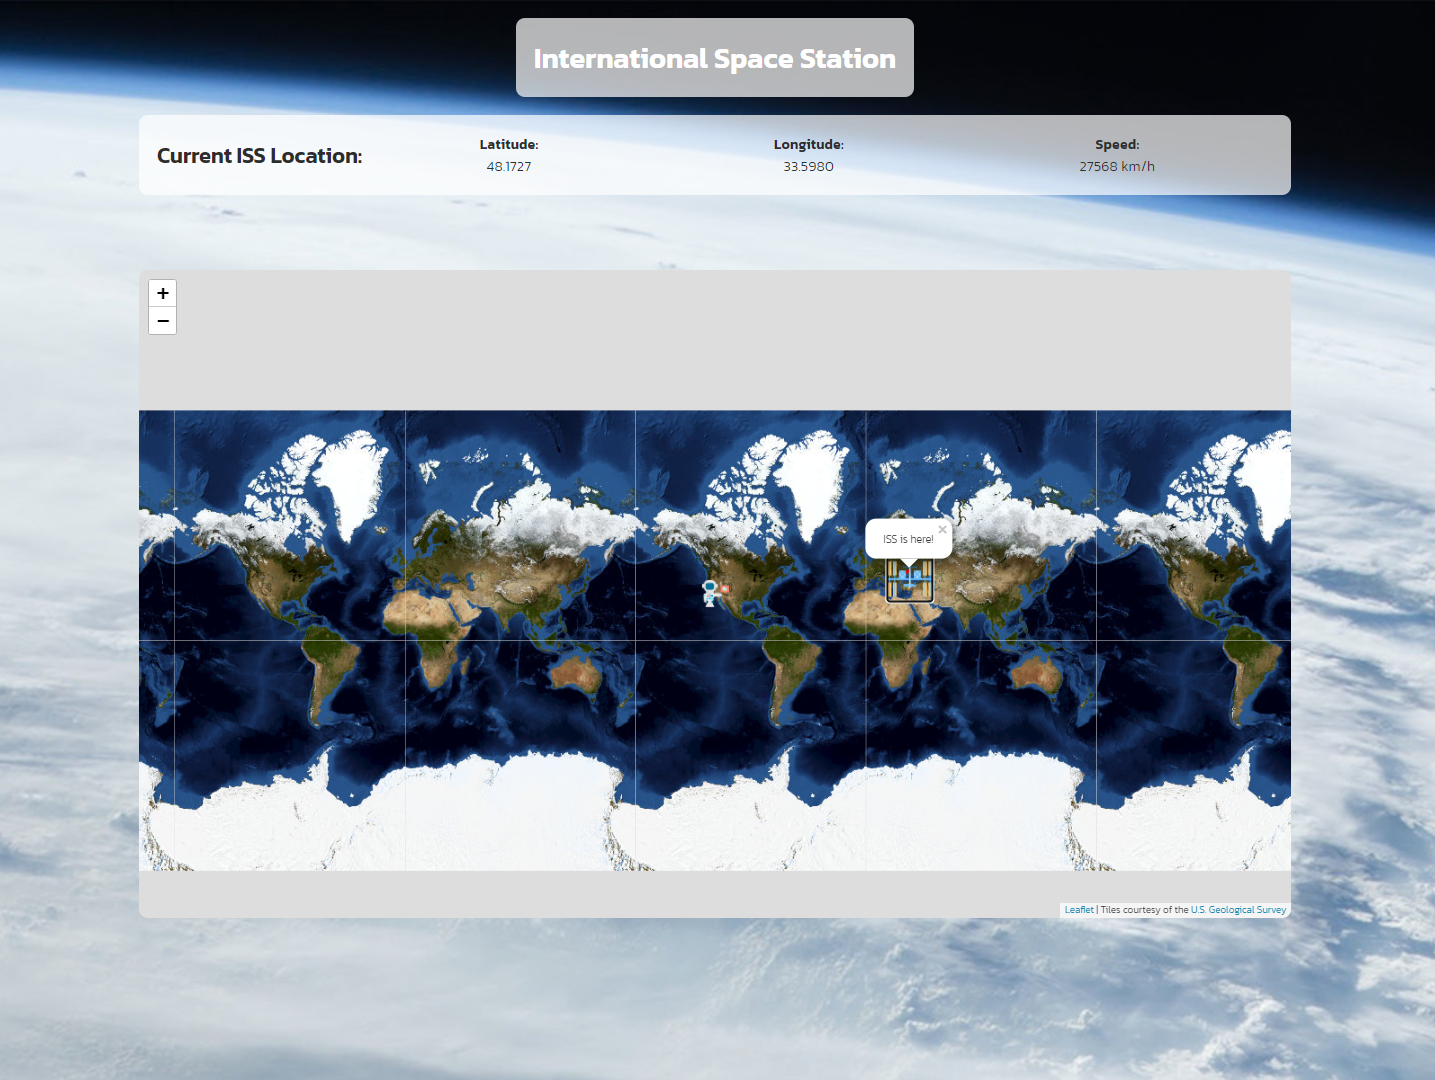 International Space Station
Current ISS Location:
Latitude:
48.1727
Longitude:
33.5980
Speed:
27568 km/h
+
−
ISS is here!
×
Leaflet | Tiles courtesy of the U.S. Geological Survey